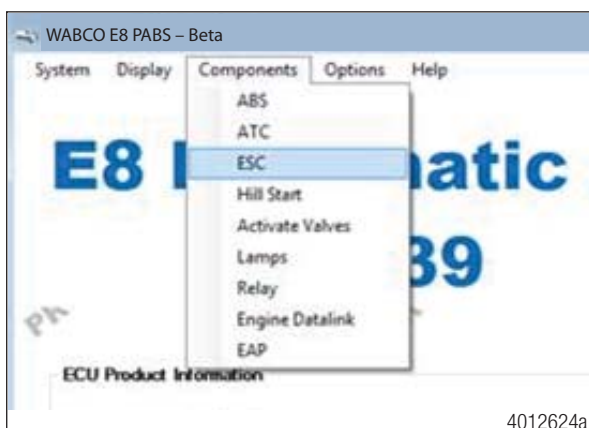 WABCO E8 PABS – Beta
System Display Components Options Help
ABS
ATC
E8 atic
ESC
Hill Start
Activate Valves
39
Lamps
Relay
Engine Datalink
EAP
ECU Product Information
4012624a